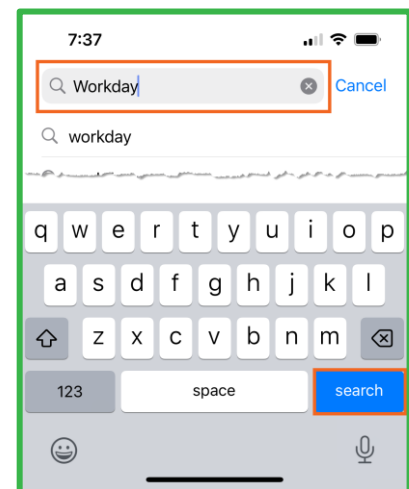 7:37
Workday Cancel
workday
q w e r t y u i o p
a s d f g h j k l
z x c v b n m
123 space search